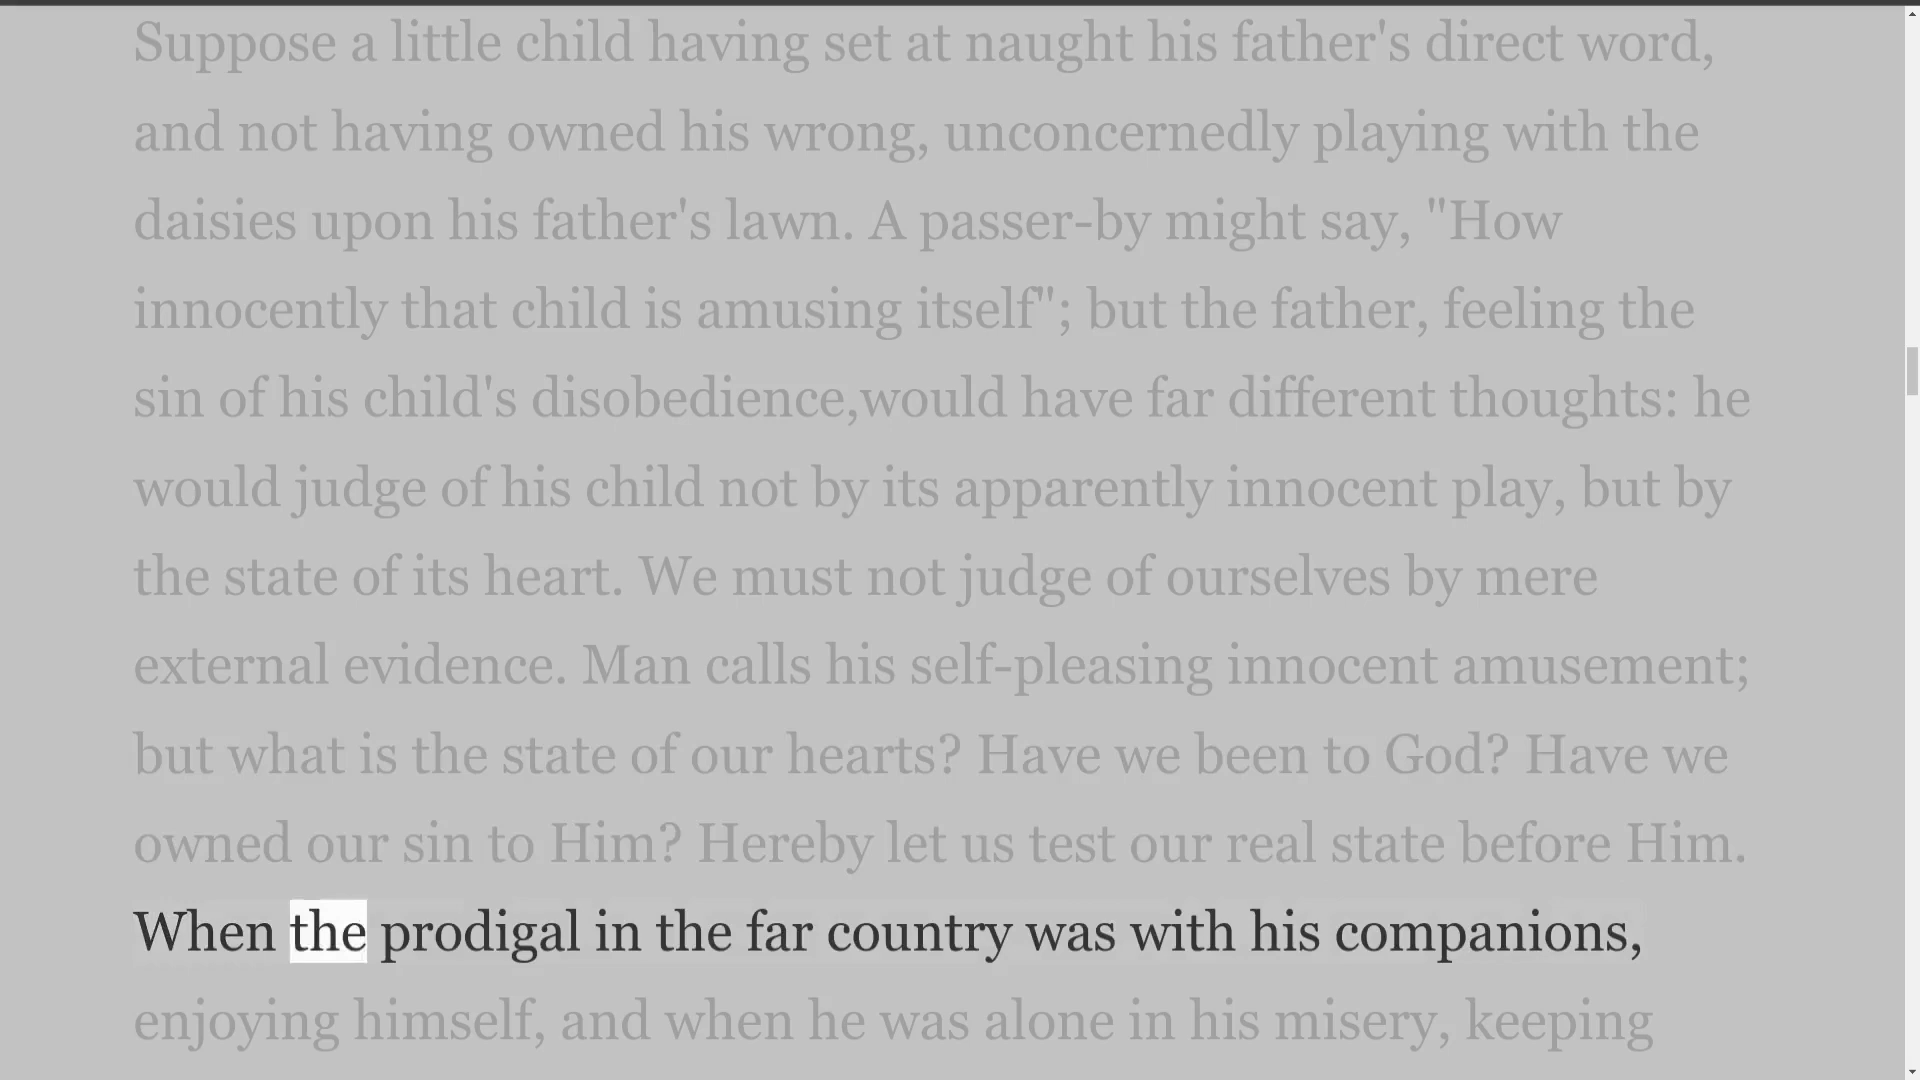 Suppose a little child having set at naught his father's direct word,
and not having owned his wrong, unconcernedly playing with the
daisies upon his father's lawn. A passer-by might say, "How
innocently that child is amusing itself"; but the father, feeling the
sin of his child's disobedience,would have far different thoughts: he
would judge of his child not by its apparently innocent play, but by
the state of its heart. We must not judge of ourselves by mere
external evidence. Man calls his self-pleasing innocent amusement;
but what is the state of our hearts? Have we been to God? Have we
owned our sin to Him? Hereby let us test our real state before Him.
When the prodigal in the far country was with his companions,
enjoying himself, and when he was alone in his misery, keeping